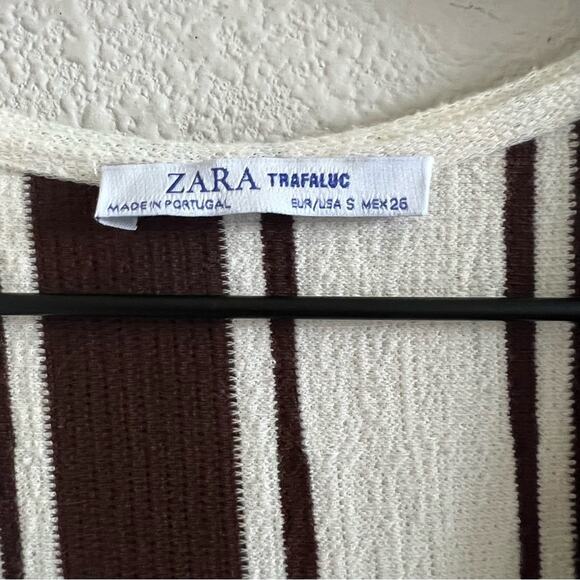 ZARA TRAFALUC
MADE IN PORTUGAL EUR/USA S MEX 26